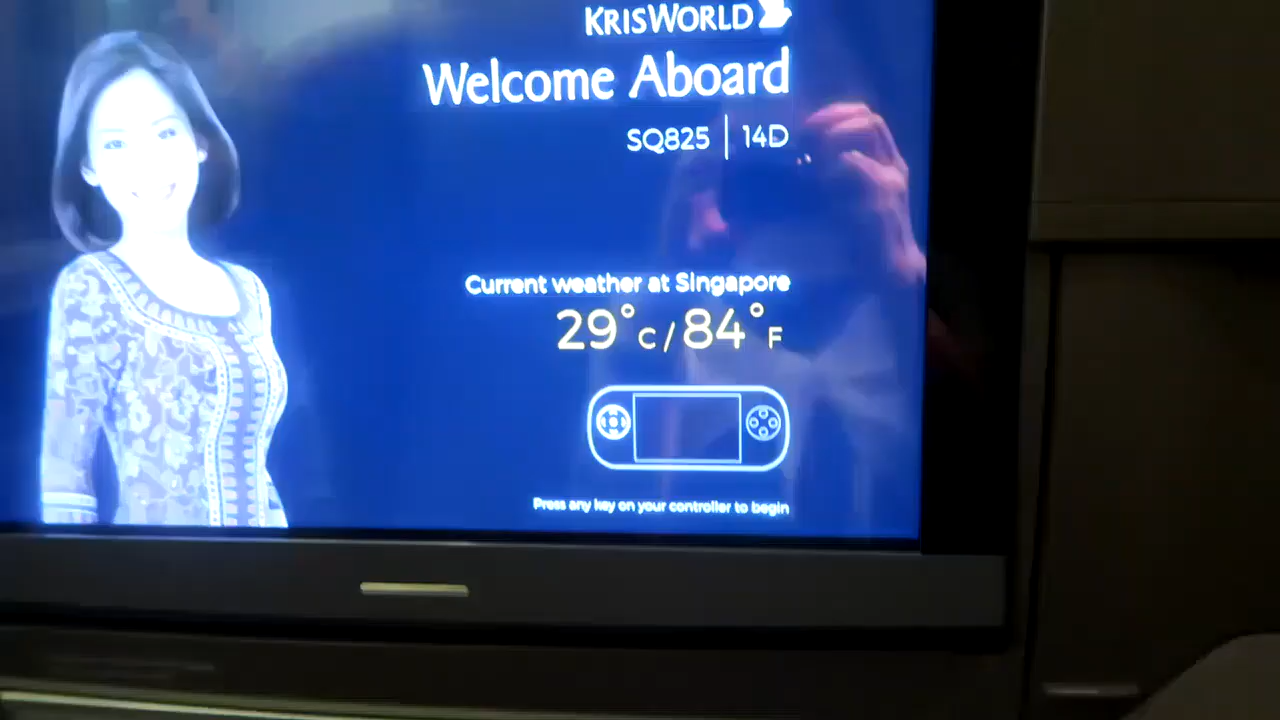 KRISWORLD
Welcome Aboard
SQ825 | 14D
Current weather at Singapore
29°C/84°F
Press any key on your controller to begin